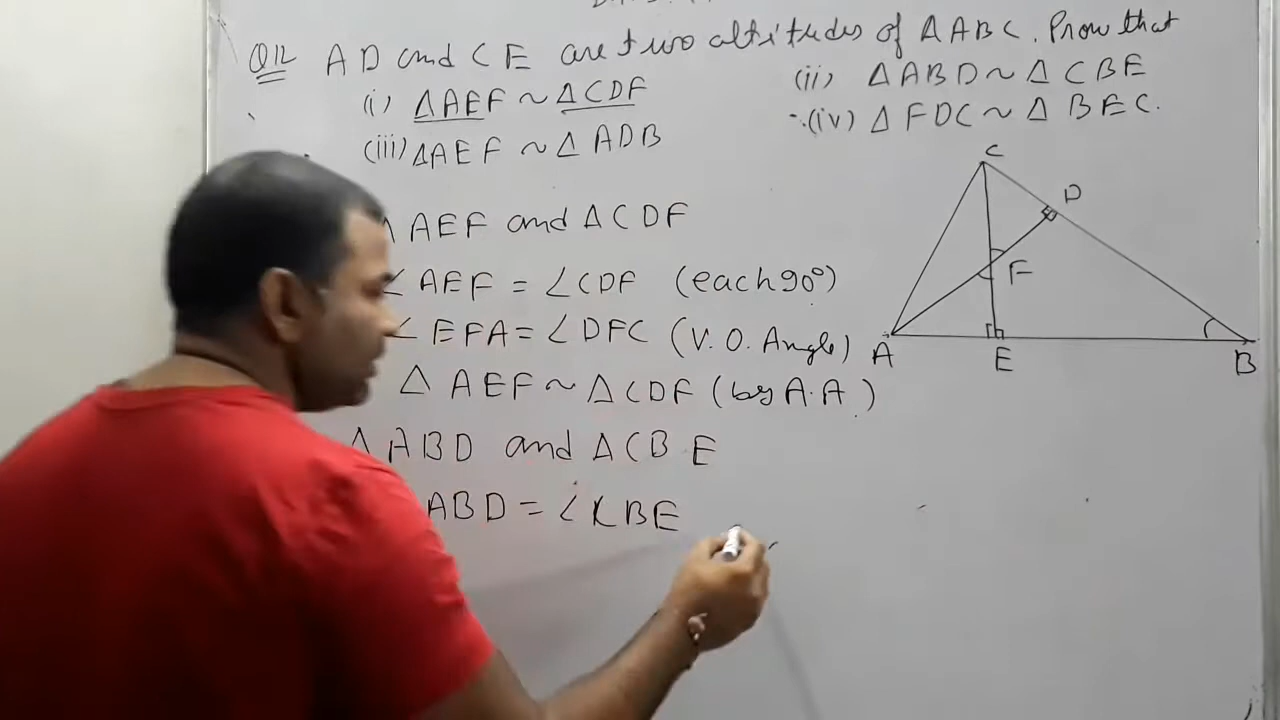 Q12 AD and CE are two altitudes of ΔABC. Prove that
(i) ΔAEF ~ ΔCDF (ii) ΔABD ~ ΔCBE
(iii) ΔAEF ~ ΔADB (iv) ΔFDC ~ ΔBEC.
Δ AEF and ΔCDF
∠AEF = ∠CDF (each 90°)
∠EFA = ∠DFC (V.O. Angle)
Δ AEF ~ ΔCDF (by A.A)
Δ ABD and ΔCBE
ABD = ∠CBE
C
D
F
A
E
B